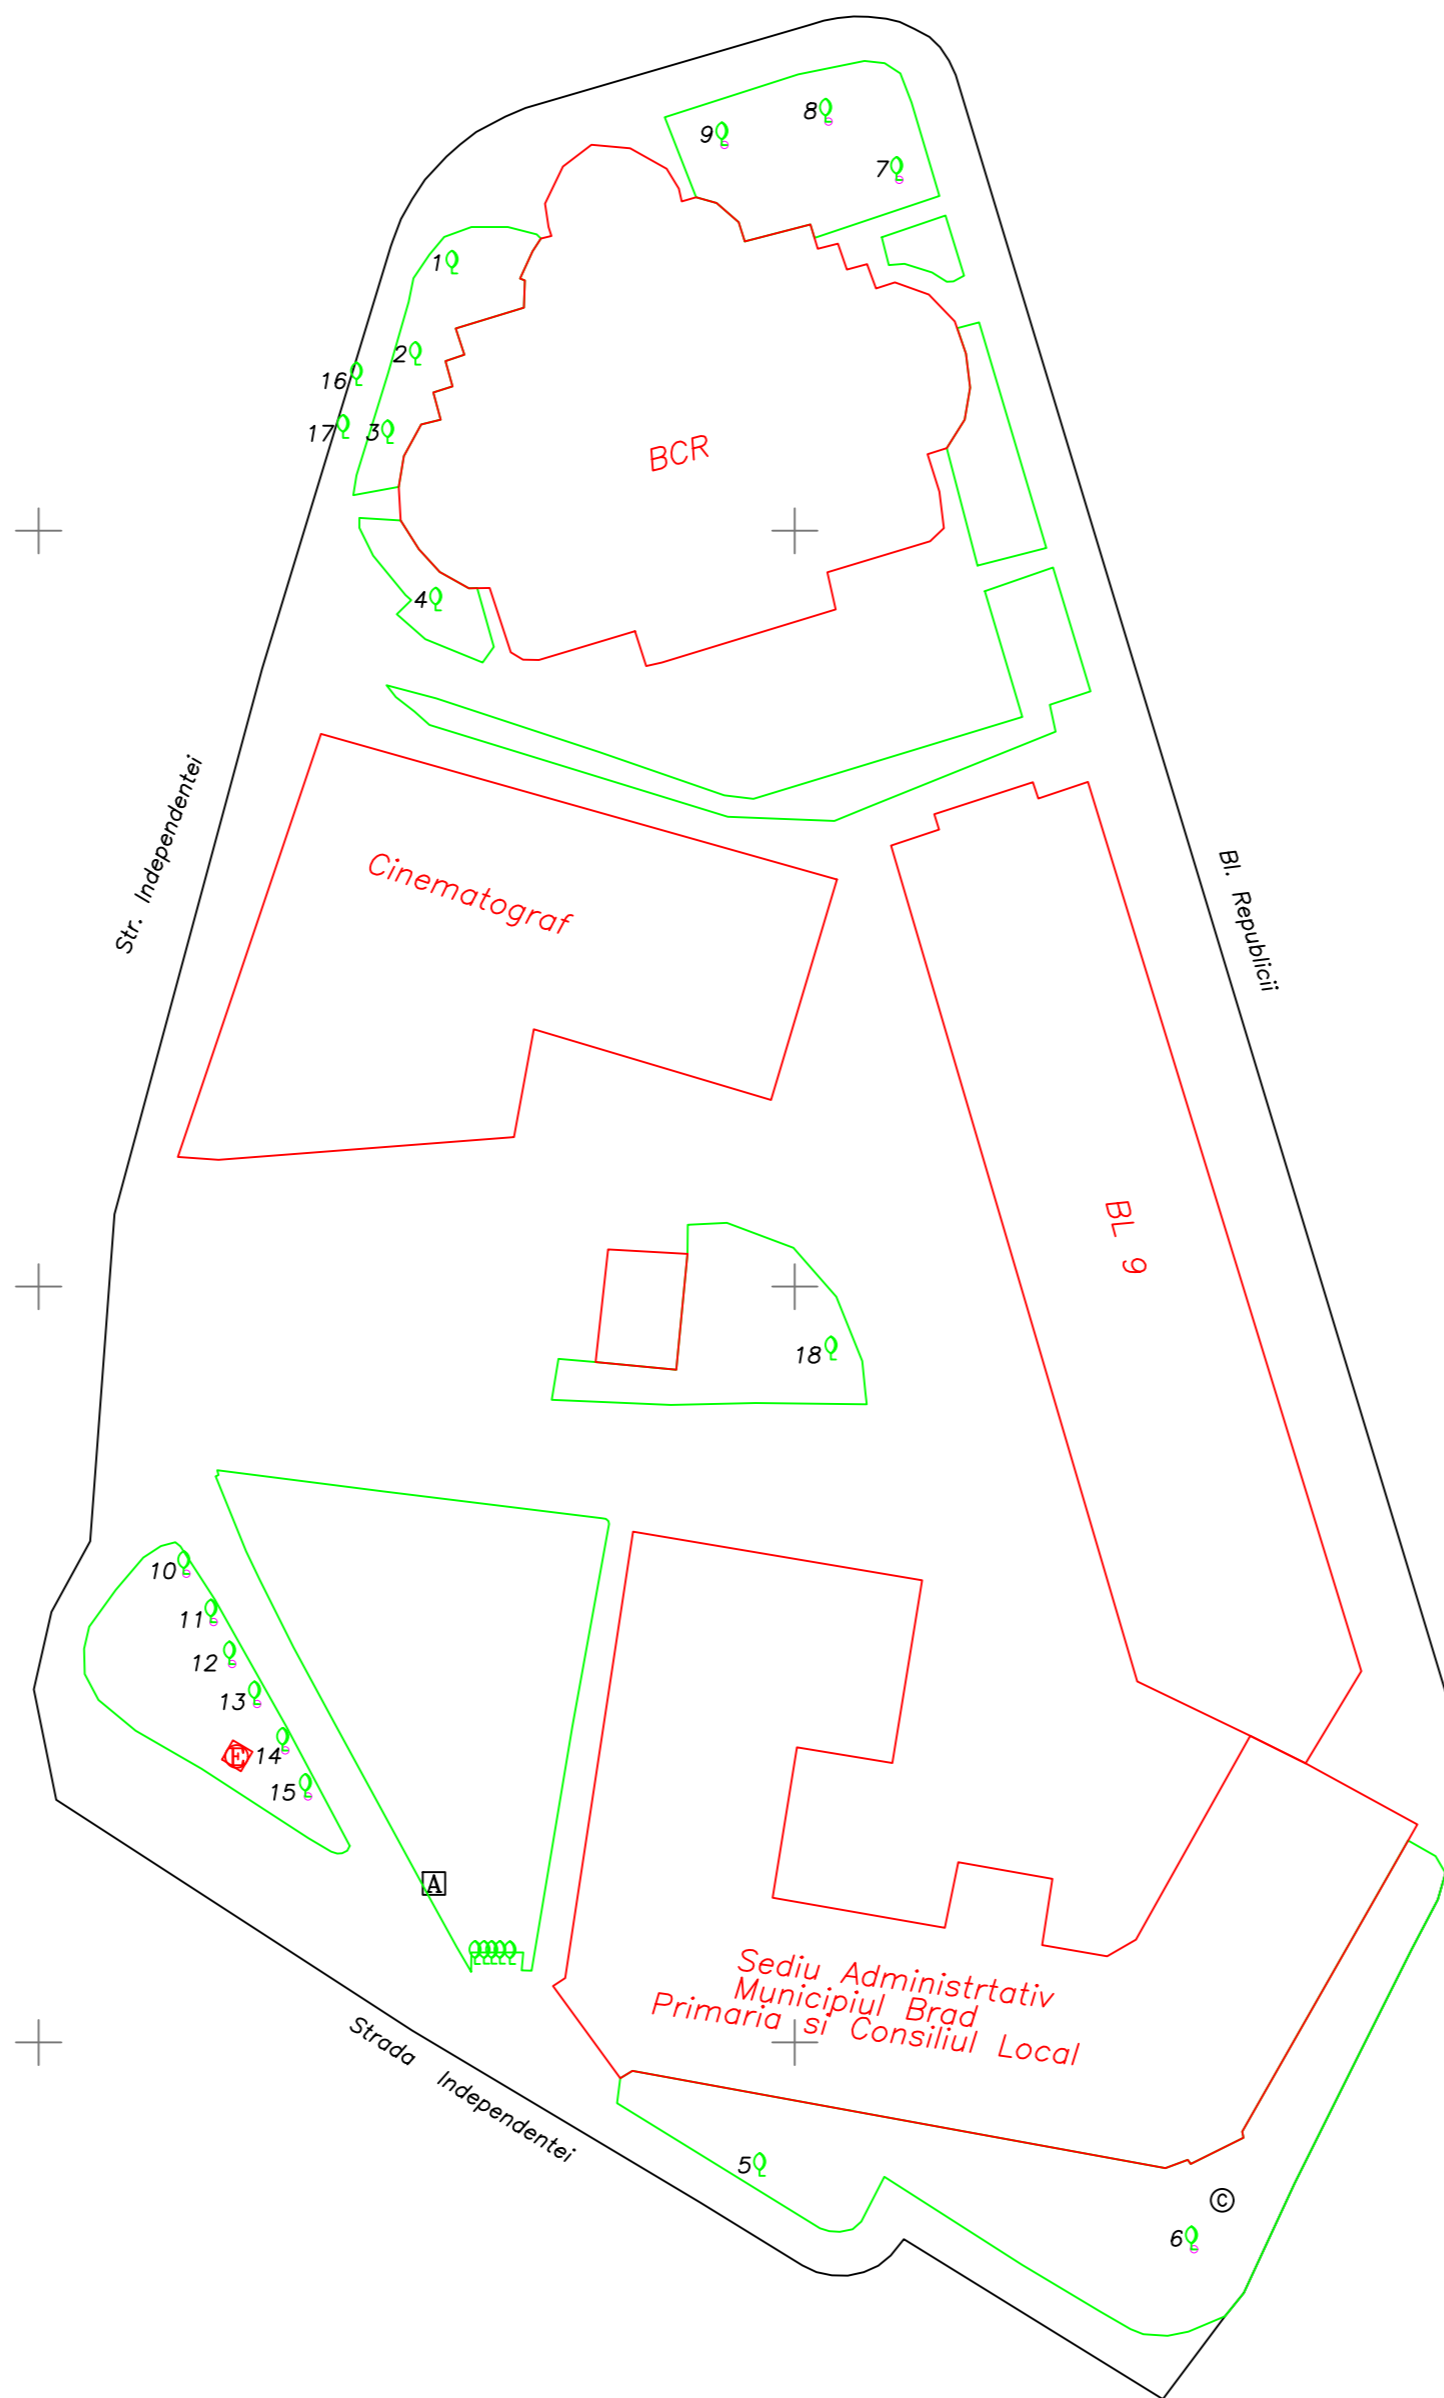 8
9
7
1
2
16
17
3
BCR
4
Str. Independentei
Cinematograf
Bl. Republicii
BL 9
18
10
11
12
13
E
14
15
A
Sediu Administrtativ
Municipiul Brad
Primaria si Consiliul Local
Strada Independentei
5
C
6